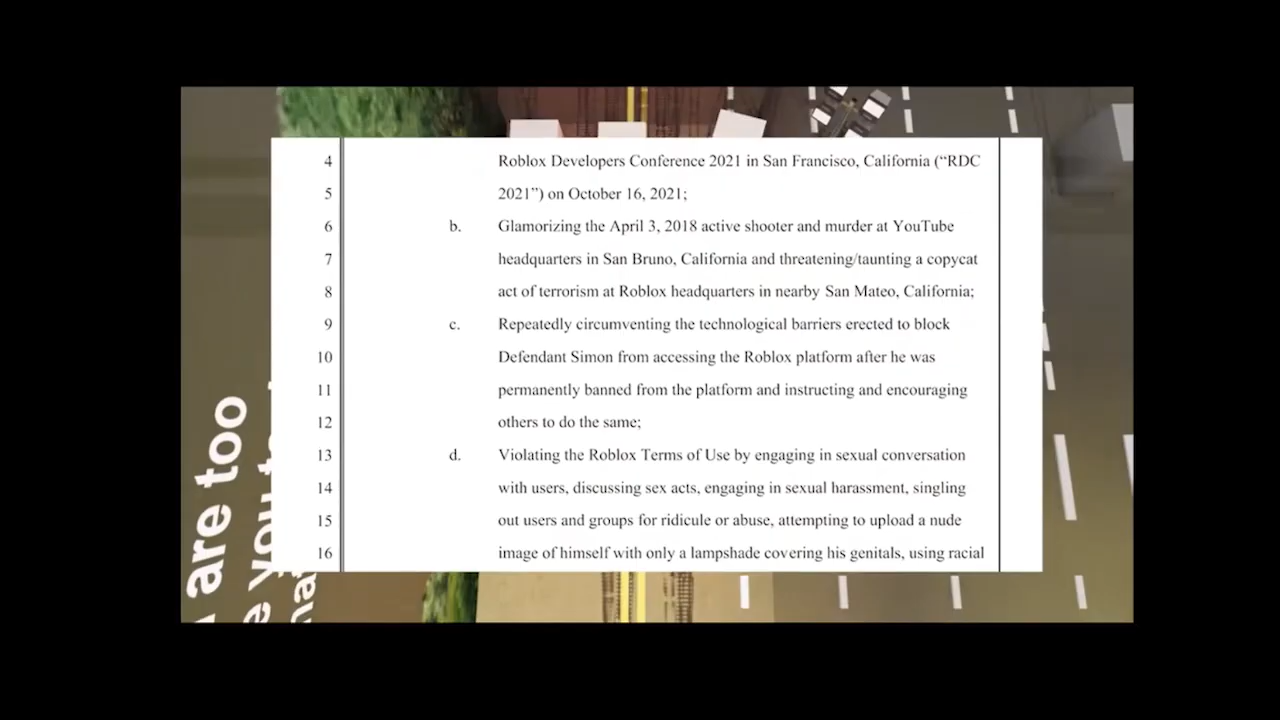 4 Roblox Developers Conference 2021 in San Francisco, California (“RDC
5 2021”) on October 16, 2021;
6 b. Glamorizing the April 3, 2018 active shooter and murder at YouTube
7 headquarters in San Bruno, California and threatening/taunting a copycat
8 act of terrorism at Roblox headquarters in nearby San Mateo, California;
9 c. Repeatedly circumventing the technological barriers erected to block
10 Defendant Simon from accessing the Roblox platform after he was
11 permanently banned from the platform and instructing and encouraging
12 others to do the same;
13 d. Violating the Roblox Terms of Use by engaging in sexual conversation
14 with users, discussing sex acts, engaging in sexual harassment, singling
15 out users and groups for ridicule or abuse, attempting to upload a nude
16 image of himself with only a lampshade covering his genitals, using racial
are too